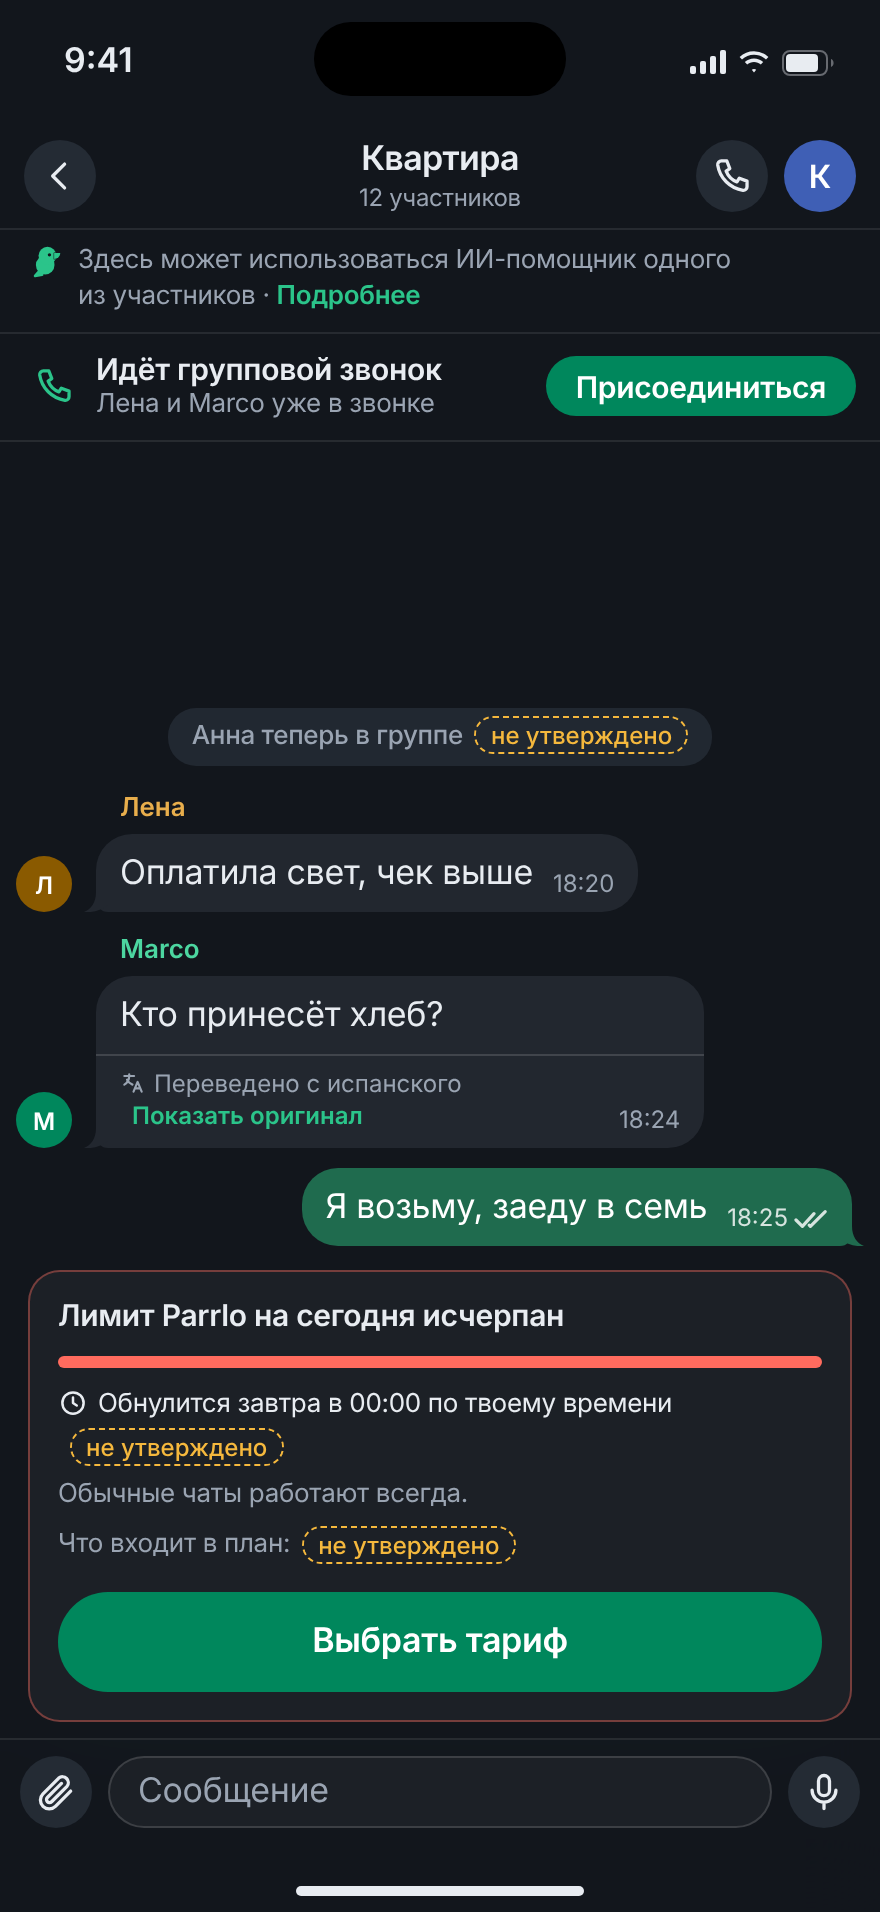 9:41
Квартира
12 участников
К
Здесь может использоваться ИИ-помощник одного
из участников · Подробнее
Идёт групповой звонок
Лена и Marco уже в звонке
Присоединиться
Анна теперь в группе не утверждено
Лена
Л
Оплатила свет, чек выше 18:20
Marco
Кто принесёт хлеб?
Переведено с испанского
Показать оригинал 18:24
М
Я возьму, заеду в семь 18:25
Лимит Parrlo на сегодня исчерпан
Обнулится завтра в 00:00 по твоему времени
не утверждено
Обычные чаты работают всегда.
Что входит в план: не утверждено
Выбрать тариф
Сообщение